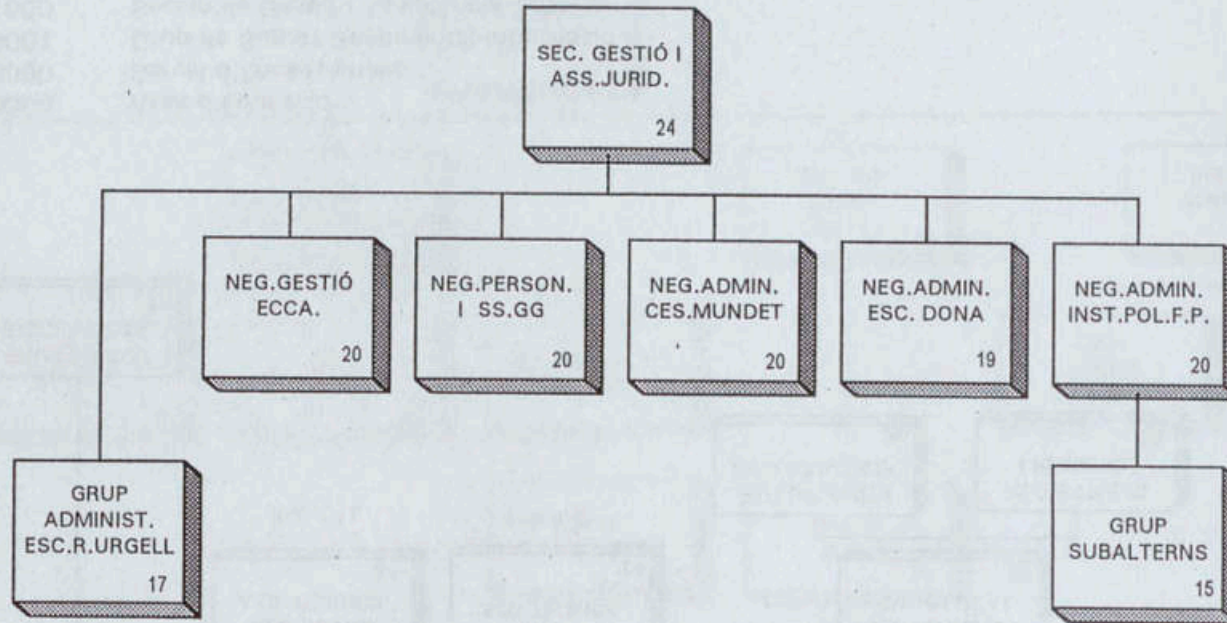 SEC. GESTIÓ I
ASS.JURID.
24
NEG.GESTIÓ
ECCA.
20
NEG.PERSON.
I SS.GG
20
NEG.ADMIN.
CES.MUNDET
20
NEG.ADMIN.
ESC. DONA
19
NEG.ADMIN.
INST.POL.F.P.
20
GRUP
ADMINIST.
ESC.R.URGELL
17
GRUP
SUBALTERNS
15